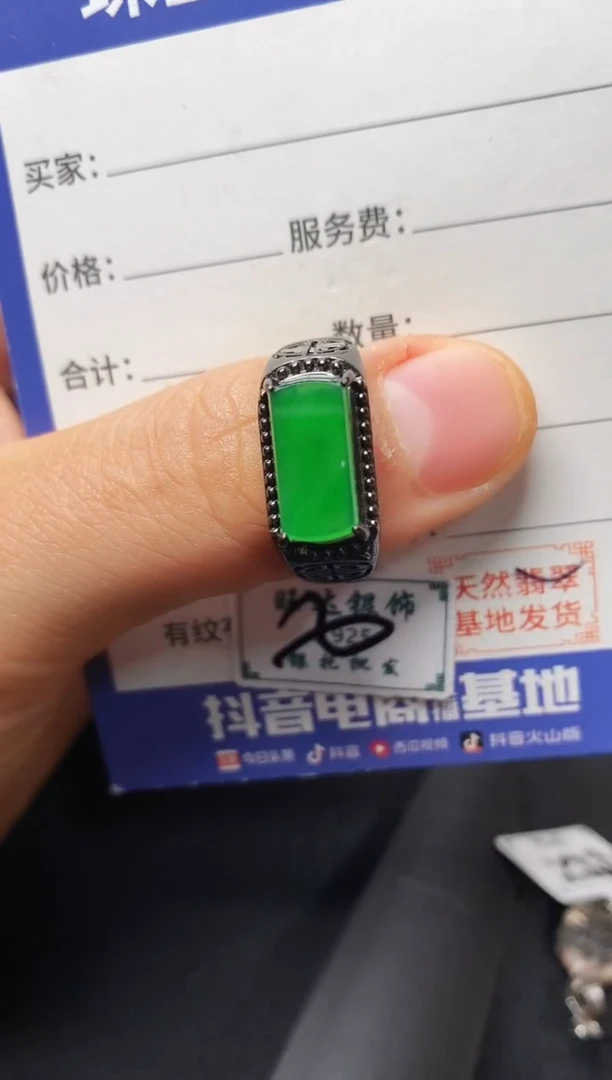 买家：
服务费：
价格：
数量：
合计：
天然翡翠
基地发货
有纹
925
抖音电商
基地
今日头条 抖音 西瓜视频 抖音火山版